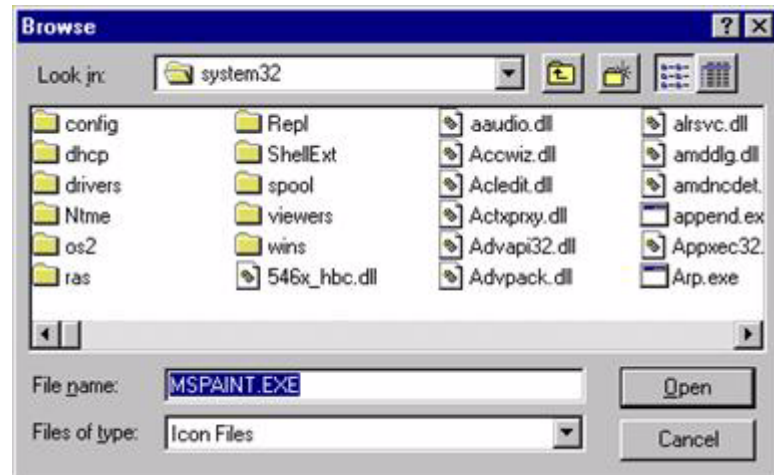 Browse
Look in: system32
config Repl aaudio.dll alrsvc.dll
dhcp ShellExt Accwiz.dll amddlg.dll
drivers spool Acledit.dll amdncdet.
Ntme viewers Actxprxy.dll append.ex
os2 wins Advapi32.dll Appxec32.
ras 546x_hbc.dll Advpack.dll Arp.exe
File name: MSPAINT.EXE Open
Files of type: Icon Files Cancel